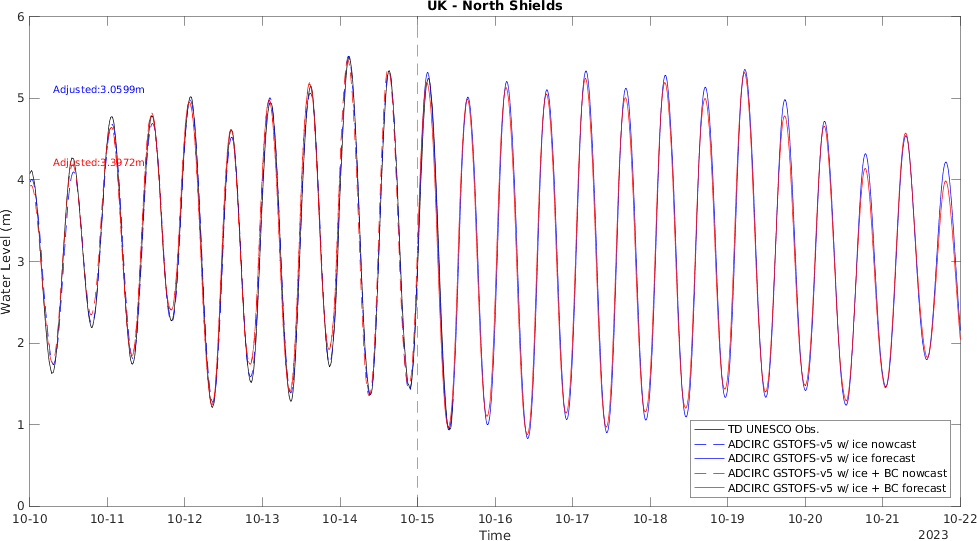 UK - North Shields
6
5
4
3
2
1
0
Water Level (m)
Adjusted:3.0599m
Adjusted:3.3972m
TD UNESCO Obs.
ADCIRC GSTOFS-v5 w/ ice nowcast
ADCIRC GSTOFS-v5 w/ ice forecast
ADCIRC GSTOFS-v5 w/ ice + BC nowcast
ADCIRC GSTOFS-v5 w/ ice + BC forecast
10-10 10-11 10-12 10-13 10-14 10-15 10-16 10-17 10-18 10-19 10-20 10-21 10-22
Time
2023